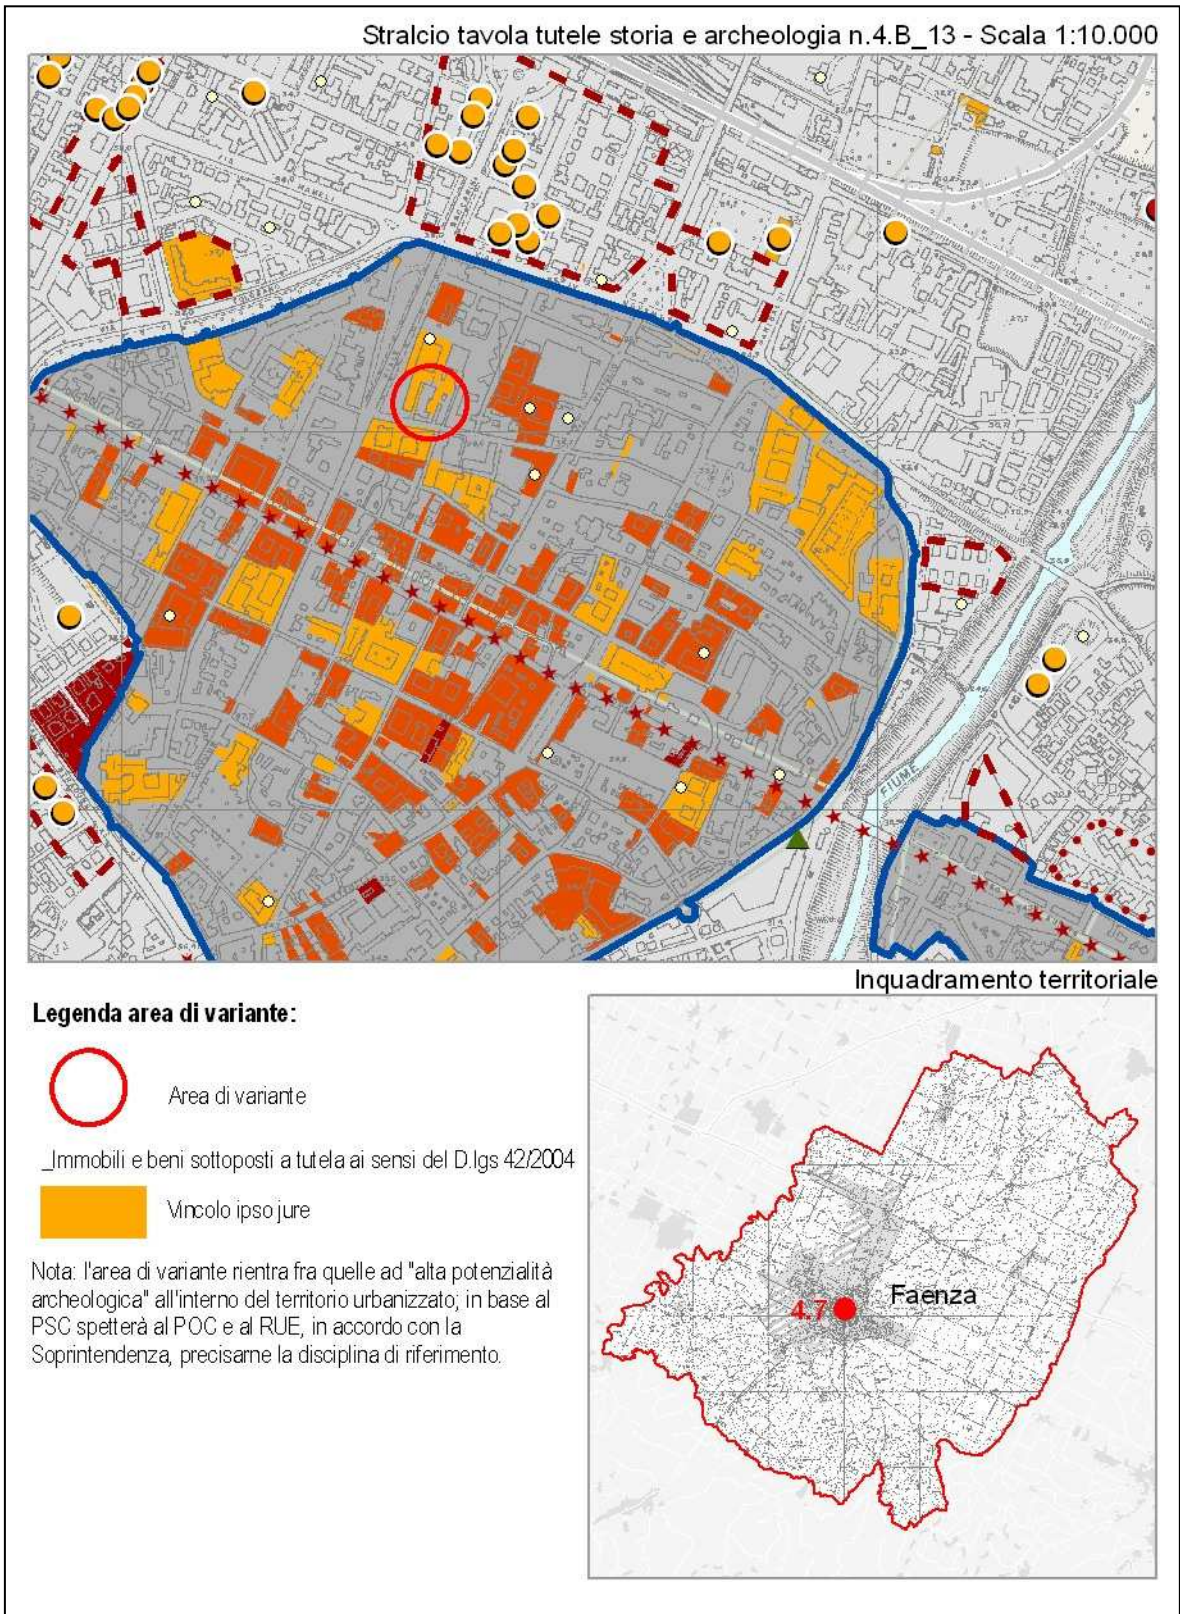 Stralcio tavola tutele storia e archeologia n.4.B_13 - Scala 1:10.000
MAMELI
FIUME
Inquadramento territoriale
Legenda area di variante:
Area di variante
_Immobili e beni sottoposti a tutela ai sensi del D.lgs 42/2004
Vincolo ipso jure
Nota: l'area di variante rientra fra quelle ad "alta potenzialità
archeologica" all'interno del territorio urbanizzato; in base al
PSC spetterà al POC e al RUE, in accordo con la
Soprintendenza, precisarne la disciplina di riferimento.
Faenza
4.7